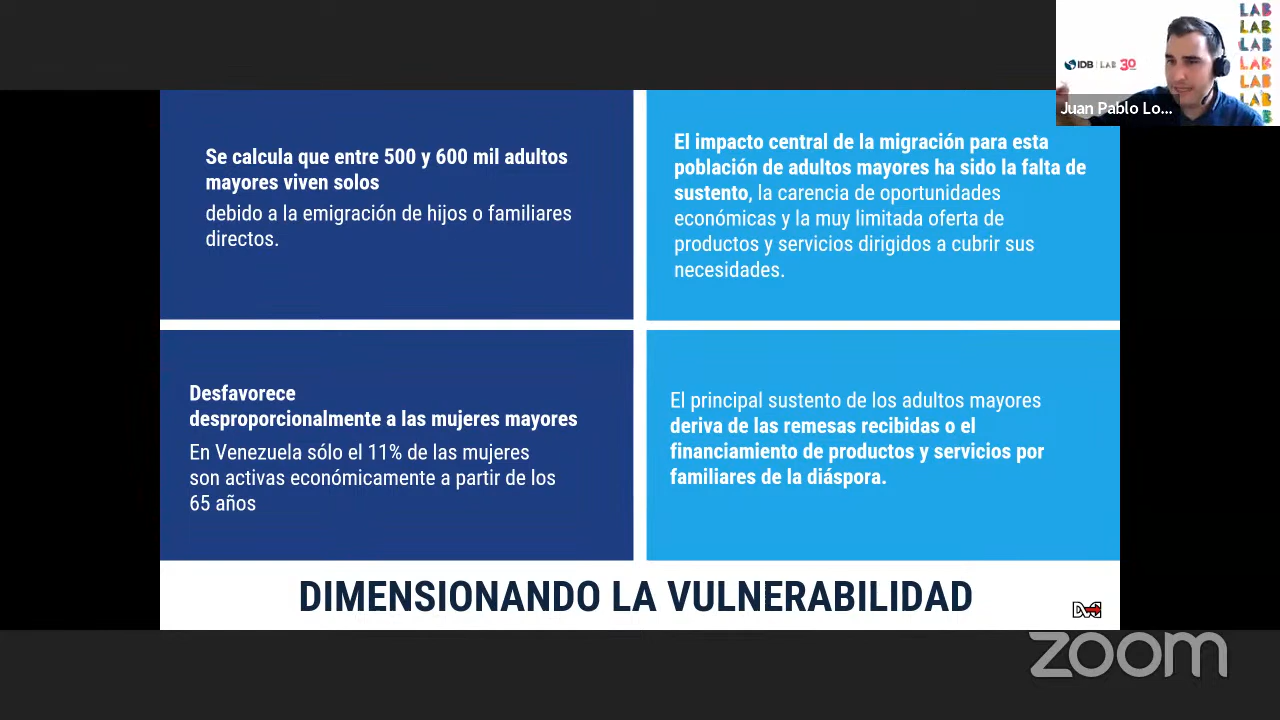 Se calcula que entre 500 y 600 mil adultos
mayores viven solos
debido a la emigración de hijos o familiares
directos.
El impacto central de la migración para esta
población de adultos mayores ha sido la falta de
sustento, la carencia de oportunidades
económicas y la muy limitada oferta de
productos y servicios dirigidos a cubrir sus
necesidades.
Desfavorece
desproporcionalmente a las mujeres mayores
En Venezuela sólo el 11% de las mujeres
son activas económicamente a partir de los
65 años
El principal sustento de los adultos mayores
deriva de las remesas recibidas o el
financiamiento de productos y servicios por
familiares de la diáspora.
DIMENSIONANDO LA VULNERABILIDAD
IDB | LAB 30
LAB
LAB
LAB
LAB
LAB
LAB
Juan Pablo Lo...
zoom